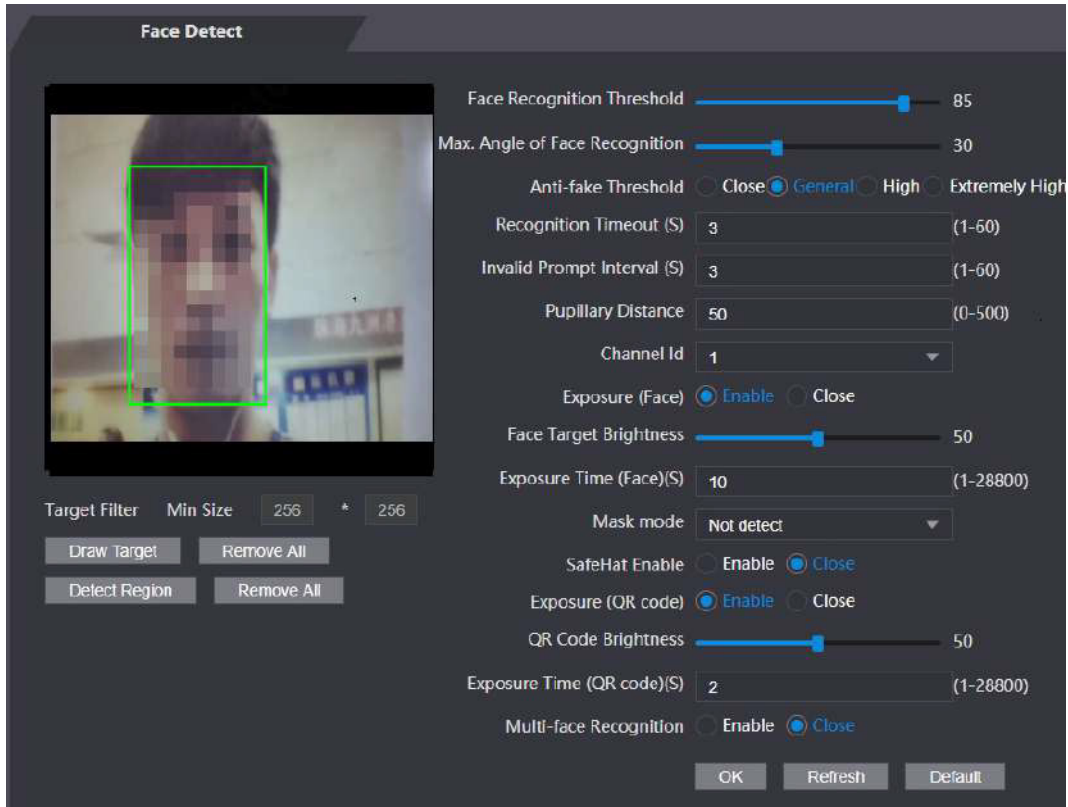 Face Detect
Face Recognition Threshold 85
Max. Angle of Face Recognition 30
Anti-fake Threshold Close General High Extremely High
Recognition Timeout (S) 3 (1-60)
Invalid Prompt Interval (S) 3 (1-60)
Pupillary Distance 50 (0-500)
Channel Id 1
Exposure (Face) Enable Close
Face Target Brightness 50
Exposure Time (Face)(S) 10 (1-28800)
Mask mode Not detect
SafeHat Enable Enable Close
Exposure (QR code) Enable Close
QR Code Brightness 50
Exposure Time (QR code)(S) 2 (1-28800)
Multi-face Recognition Enable Close
OK Refresh Default
Target Filter Min Size 256 * 256
Draw Target Remove All
Detect Region Remove All